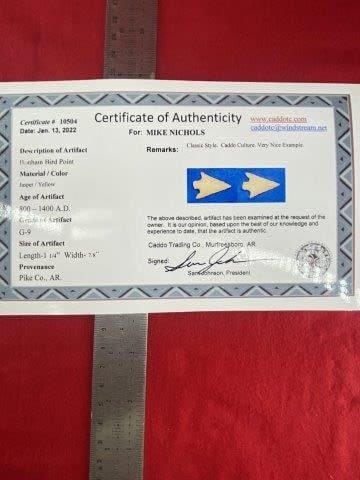 Certificate # 10504
Date: Jan. 13, 2022
Certificate of Authenticity
For: MIKE NICHOLS
www.caddotc.com
caddotc@windstream.net
Description of Artifact
Bonham Bird Point
Material / Color
Jasper / Yellow
Age of Artifact
800 - 1400 A.D.
Grade of Artifact
G-9
Size of Artifact
Length-1 1/4" Width- 7/8"
Provenance
Pike Co., AR.
Remarks: Classic Style. Caddo Culture. Very Nice Example.
The above described, artifact has been examined at the request of the
owner. It is our opinion, based upon the best of our knowledge and
experience to date, that the artifact is authentic.
Caddo Trading Co., Murfreesboro, AR.
Signed:
Sam Johnson, President